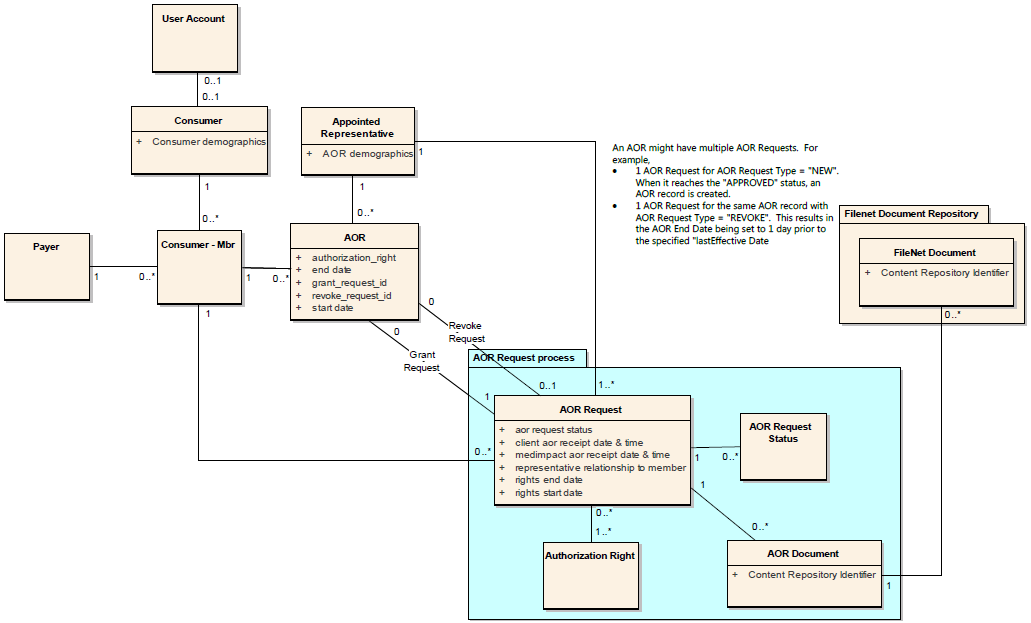 User Account
0..1
0..1
Consumer
+ Consumer demographics
1
0..*
Appointed
Representative
+ AOR demographics
1
1
0..*
An AOR might have multiple AOR Requests. For
example,
• 1 AOR Request for AOR Request Type = "NEW".
When it reaches the "APPROVED" status, an
AOR record is created.
• 1 AOR Request for the same AOR record with
AOR Request Type = "REVOKE". This results in
the AOR End Date being set to 1 day prior to
the specified "lastEffective Date
Filenet Document Repository
FileNet Document
+ Content Repository Identifier
0..*
Payer
1
0..*
Consumer - Mbr
1
0..*
1
AOR
+ authorization_right
+ end date
+ grant_request_id
+ revoke_request_id
+ start date
0
0
Revoke
Request
Grant
Request
AOR Request process
1
0..1
1..*
0..*
AOR Request
+ aor request status
+ client aor receipt date & time
+ medimpact aor receipt date & time
+ representative relationship to member
+ rights end date
+ rights start date
1
0..*
AOR Request
Status
1
0..*
0..*
1..*
Authorization Right
AOR Document
+ Content Repository Identifier
1